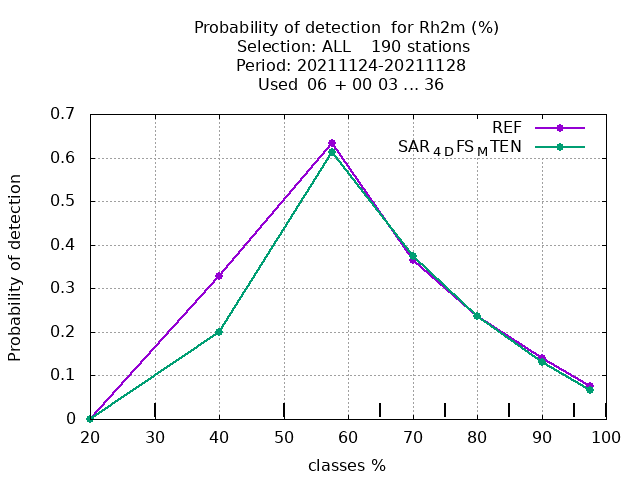 Probability of detection for Rh2m (%)
Selection: ALL 190 stations
Period: 20211124-20211128
Used 06 + 00 03 ... 36
REF
SAR4DFSMTEN
Probability of detection
0.7
0.6
0.5
0.4
0.3
0.2
0.1
0
20 30 40 50 60 70 80 90 100
classes %